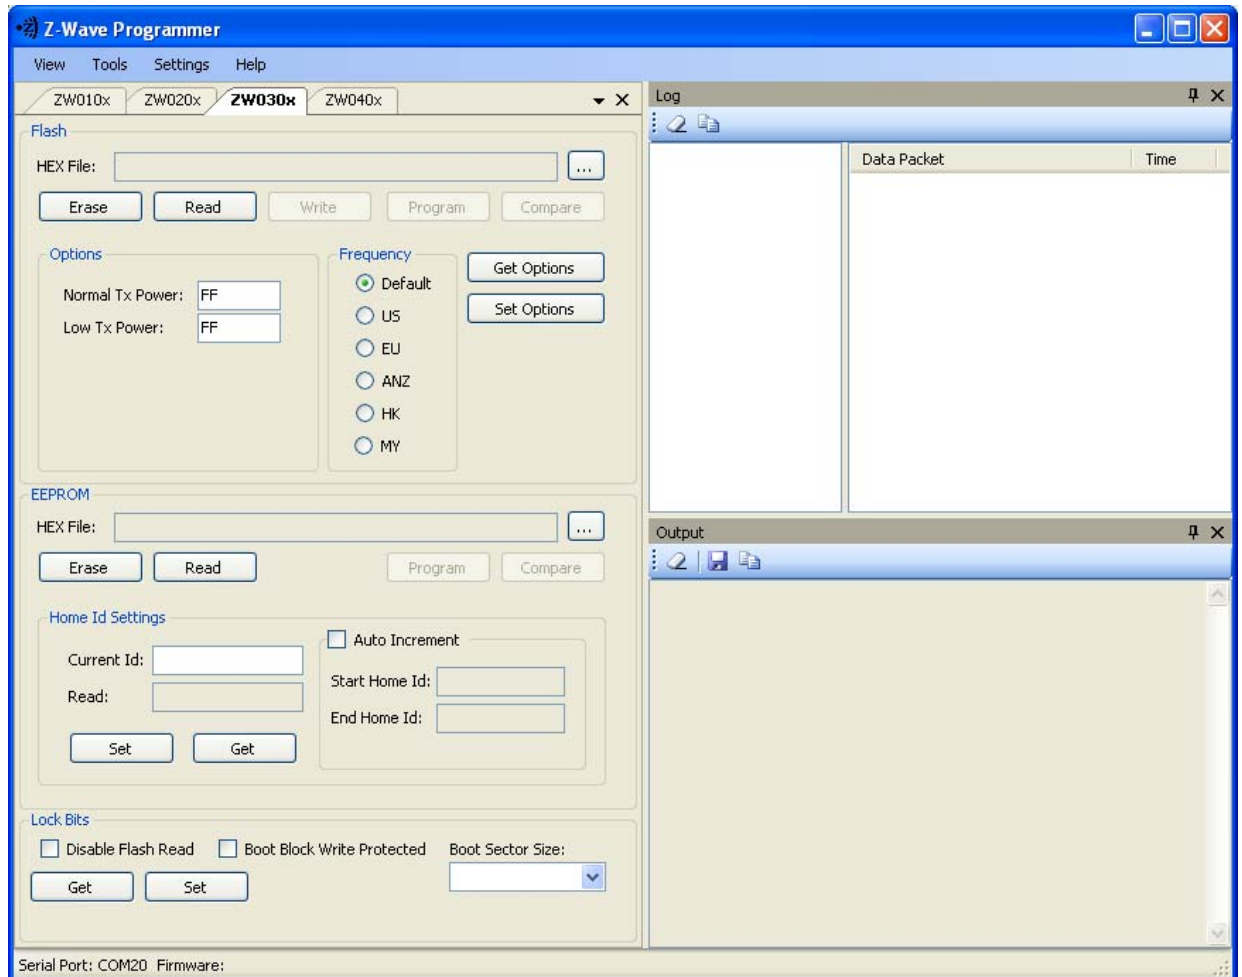 Z-Wave Programmer
View Tools Settings Help
ZW010x ZW020x ZW030x ZW040x
Flash
HEX File: ...
Erase Read Write Program Compare
Options
Normal Tx Power: FF
Low Tx Power: FF
Frequency
Default
US
EU
ANZ
HK
MY
Get Options
Set Options
EEPROM
HEX File: ...
Erase Read Program Compare
Home Id Settings
Current Id:
Read:
Set Get
Auto Increment
Start Home Id:
End Home Id:
Lock Bits
Disable Flash Read Boot Block Write Protected Boot Sector Size:
Get Set
Log
Data Packet Time
Output
Serial Port: COM20 Firmware: